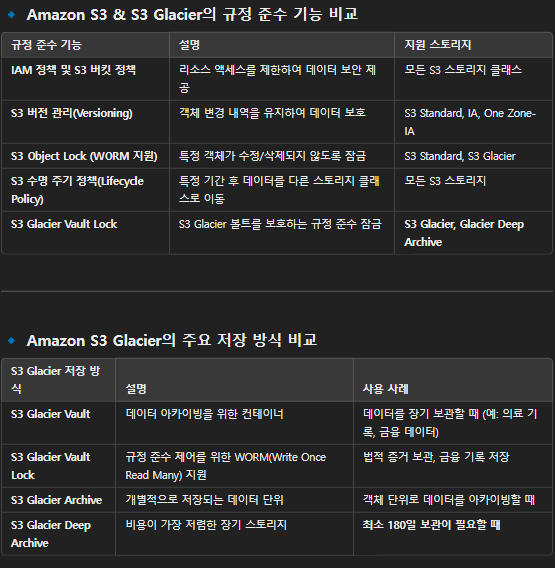 Amazon S3 & S3 Glacier의 규정 준수 기능 비교
규정 준수 기능 설명 지원 스토리지
IAM 정책 및 S3 버킷 정책 리소스 액세스를 제한하여 데이터 보안 제 모든 S3 스토리지 클래스
공
S3 버전 관리(Versioning) 객체 변경 내역을 유지하여 데이터 보호 S3 Standard, IA, One Zone-
IA
S3 Object Lock (WORM 지원) 특정 객체가 수정/삭제되지 않도록 잠금 S3 Standard, S3 Glacier
S3 수명 주기 정책(Lifecycle 특정 기간 후 데이터를 다른 스토리지 클래 모든 S3 스토리지
Policy) 스로 이동
S3 Glacier Vault Lock S3 Glacier 볼트를 보호하는 규정 준수 잠금 S3 Glacier, Glacier Deep
Archive
Amazon S3 Glacier의 주요 저장 방식 비교
S3 Glacier 저장 방
식 설명 사용 사례
S3 Glacier Vault 데이터 아카이빙을 위한 컨테이너 데이터를 장기 보관할 때 (예: 의료 기
록, 금융 데이터)
S3 Glacier Vault 규정 준수 제어를 위한 WORM(Write Once 법적 증거 보관, 금융 기록 저장
Lock Read Many) 지원
S3 Glacier Archive 개별적으로 저장되는 데이터 단위 객체 단위로 데이터를 아카이빙할 때
S3 Glacier Deep 비용이 가장 저렴한 장기 스토리지 최소 180일 보관이 필요할 때
Archive